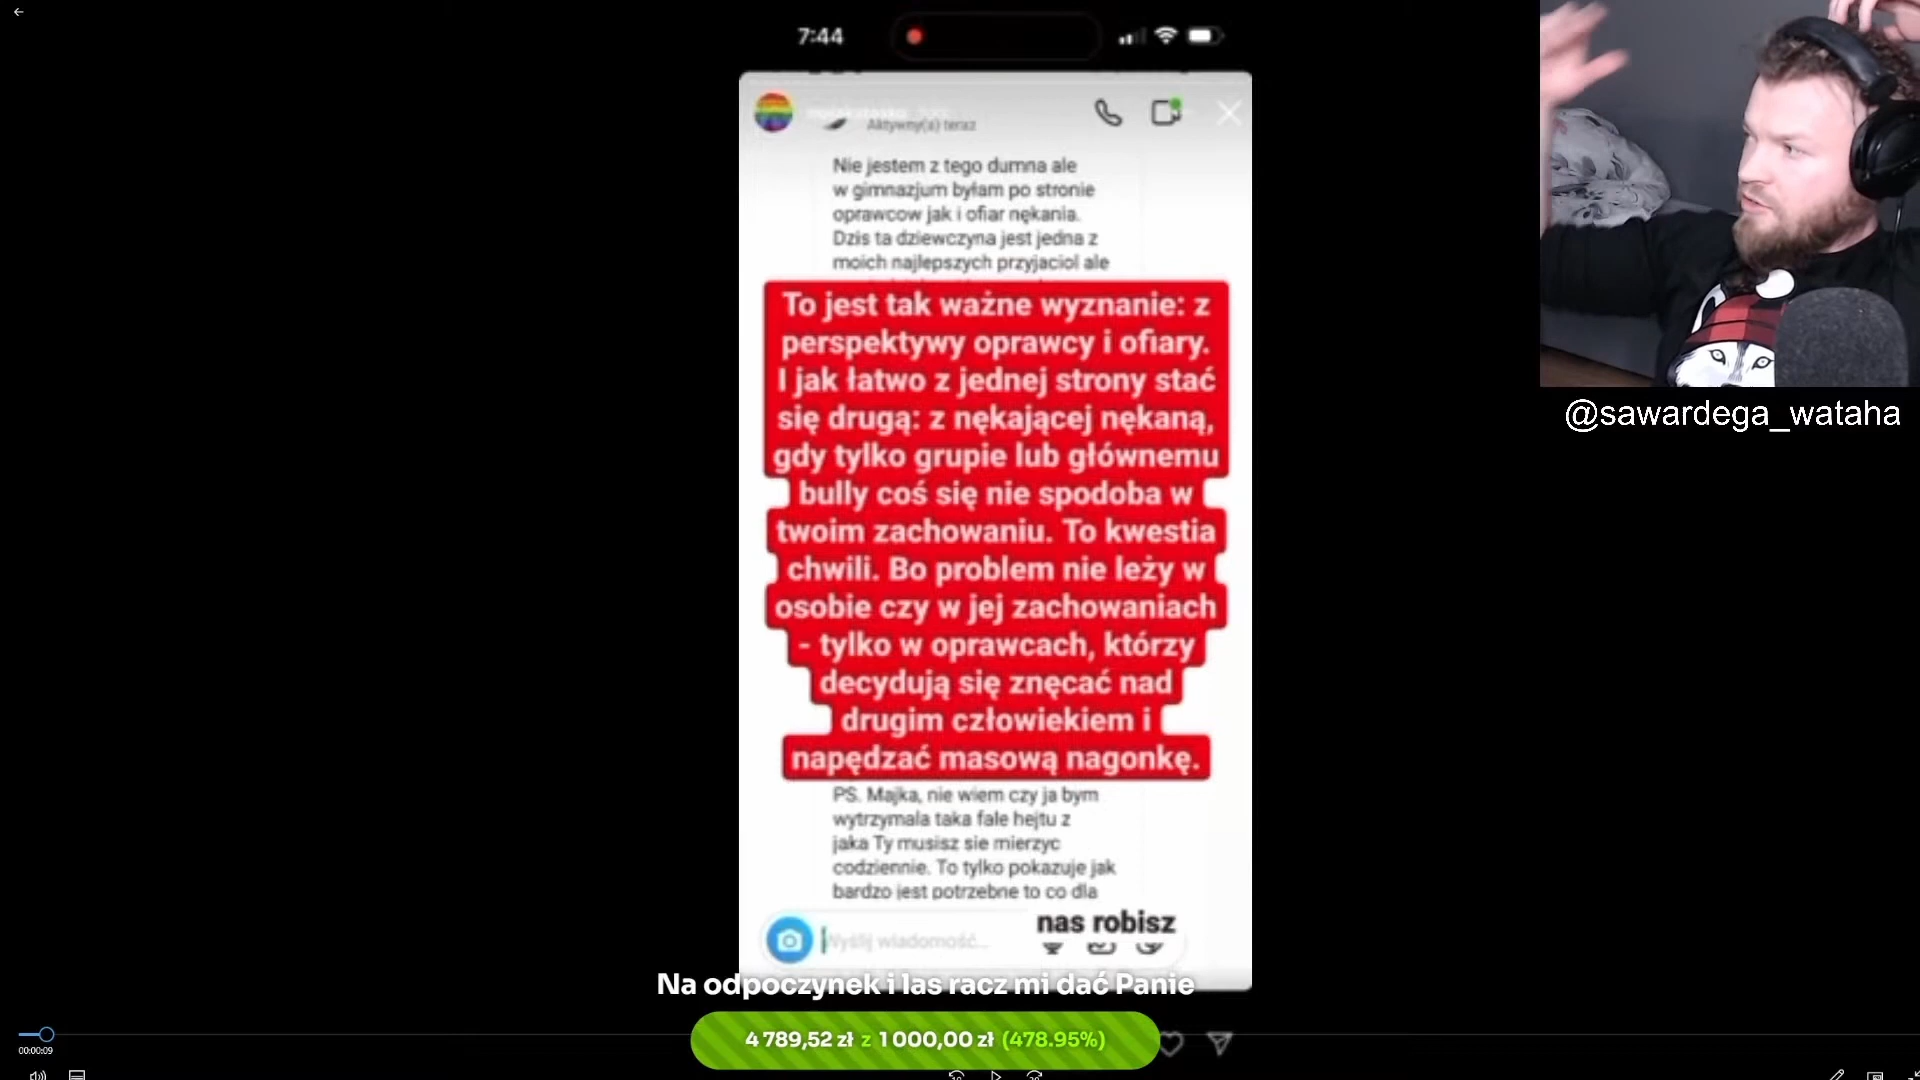 7:44
Aktywny(a) teraz
Nie jestem z tego dumna ale
w gimnazjum byłam po stronie
oprawcow jak i ofiar nękania.
Dzis ta dziewczyna jest jedna z
moich najlepszych przyjaciol ale
To jest tak ważne wyznanie: z
perspektywy oprawcy i ofiary.
I jak łatwo z jednej strony stać
się drugą: z nękającej nękaną,
gdy tylko grupie lub głównemu
bully coś się nie spodoba w
twoim zachowaniu. To kwestia
chwili. Bo problem nie leży w
osobie czy w jej zachowaniach
- tylko w oprawcach, którzy
decydują się znęcać nad
drugim człowiekiem i
napędzać masową nagonkę.
PS. Majka, nie wiem czy ja bym
wytrzymala taka fale hejtu z
jaka Ty musisz sie mierzyc
codziennie. To tylko pokazuje jak
bardzo jest potrzebne to co dla
nas robisz
Wyślij wiadomość...
@sawardega_wataha
Na odpoczynek i las racz mi dać Panie
4 789,52 zł z 1 000,00 zł (478.95%)
00:00:09